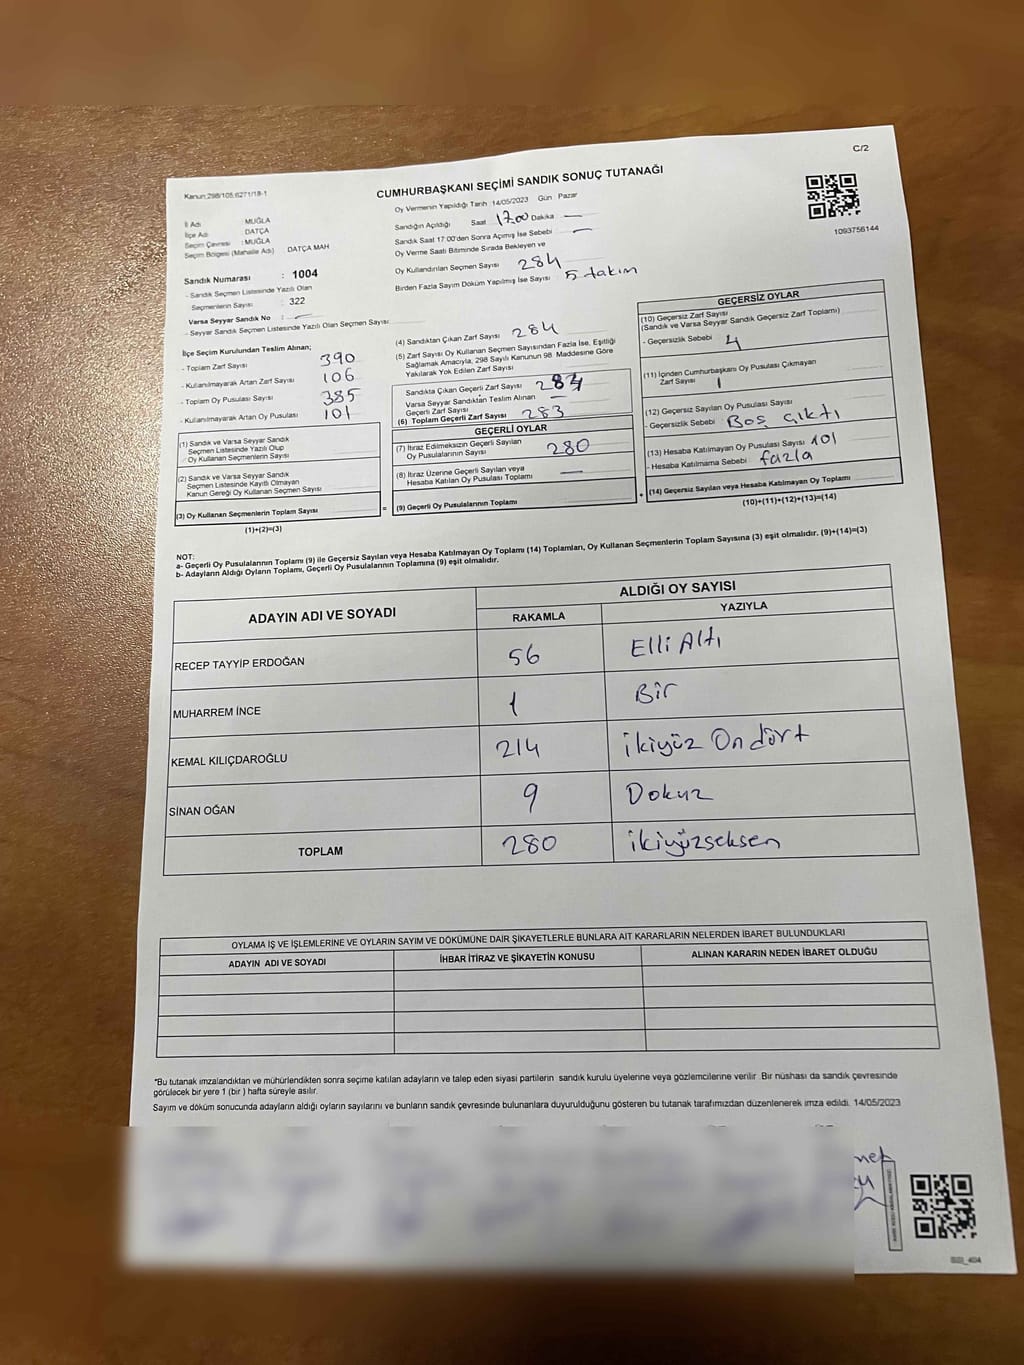 C/2
Kanun:298/105;6271/18-1
CUMHURBAŞKANI SEÇİMİ SANDIK SONUÇ TUTANAĞI
İl Adı : MUĞLA
İlçe Adı : DATÇA
Seçim Çevresi : MUĞLA
Seçim Bölgesi (Mahalle Adı) DATÇA MAH
Sandık Numarası : 1004
- Sandık Seçmen Listesinde Yazılı Olan
Seçmenlerin Sayısı : 322
Varsa Seyyar Sandık No : —
- Seyyar Sandık Seçmen Listesinde Yazılı Olan Seçmen Sayısı
Oy Vermenin Yapıldığı Tarih 14/05/2023 Gün Pazar
Sandığın Açıldığı Saat 17.00 Dakika —
Sandık Saat 17:00'den Sonra Açımış İse Sebebi —
Oy Verme Saati Bitiminde Sırada Bekleyen ve
Oy Kullandırılan Seçmen Sayısı 284
Birden Fazla Sayım Döküm Yapılmış İse Sayısı 5 takım
1093756144
İlçe Seçim Kurulundan Teslim Alınan;
- Toplam Zarf Sayısı 390
- Kullanılmayarak Artan Zarf Sayısı 106
- Toplam Oy Pusulası Sayısı 385
- Kullanılmayarak Artan Oy Pusulası 101
(1) Sandık ve Varsa Seyyar Sandık
Seçmen Listesinde Yazılı Olup
Oy Kullanan Seçmenlerin Sayısı
(2) Sandık ve Varsa Seyyar Sandık
Seçmen Listesinde Kayıtlı Olmayan
Kanun Gereği Oy Kullanan Seçmen Sayısı
(3) Oy Kullanan Seçmenlerin Toplam Sayısı
(1)+(2)=(3)
=
(4) Sandıktan Çıkan Zarf Sayısı 284
(5) Zarf Sayısı Oy Kullanan Seçmen Sayısından Fazla İse, Eşitliği
Sağlamak Amacıyla, 298 Sayılı Kanunun 98 Maddesine Göre
Yakılarak Yok Edilen Zarf Sayısı
Sandıkta Çıkan Geçerli Zarf Sayısı
Varsa Seyyar Sandıktan Teslim Alınan
Geçerli Zarf Sayısı —
(6) Toplam Geçerli Zarf Sayısı 283
GEÇERLİ OYLAR
(7) İtiraz Edilmeksizin Geçerli Sayılan
Oy Pusulalarının Sayısı 280
(8) İtiraz Üzerine Geçerli Sayılan veya
Hesaba Katılan Oy Pusulası Toplamı —
(9) Geçerli Oy Pusulalarının Toplamı
+
GEÇERSİZ OYLAR
(10) Geçersiz Zarf Sayısı
(Sandık ve Varsa Seyyar Sandık Geçersiz Zarf Toplamı)
- Geçersizlik Sebebi 4
(11) İçinden Cumhurbaşkanı Oy Pusulası Çıkmayan
Zarf Sayısı 1
(12) Geçersiz Sayılan Oy Pusulası Sayısı
- Geçersizlik Sebebi Boş çıktı
(13) Hesaba Katılmayan Oy Pusulası Sayısı 101
- Hesaba Katılmama Sebebi fazla
(14) Geçersiz Sayılan veya Hesaba Katılmayan Oy Toplamı
(10)+(11)+(12)+(13)=(14)
NOT:
a- Geçerli Oy Pusulalarının Toplamı (9) ile Geçersiz Sayılan veya Hesaba Katılmayan Oy Toplamı (14) Toplamları, Oy Kullanan Seçmenlerin Toplam Sayısına (3) eşit olmalıdır. (9)+(14)=(3)
b- Adayların Aldığı Oyların Toplamı, Geçerli Oy Pusulalarının Toplamına (9) eşit olmalıdır.
ADAYIN ADI VE SOYADI ALDIĞI OY SAYISI
RAKAMLA YAZIYLA
RECEP TAYYİP ERDOĞAN 56 Elli Altı
MUHARREM İNCE 1 Bir
KEMAL KILIÇDAROĞLU 214 ikiyüz On dört
SİNAN OĞAN 9 Dokuz
TOPLAM 280 ikiyüzseksen
OYLAMA İŞ VE İŞLEMLERİNE VE OYLARIN SAYIM VE DÖKÜMÜNE DAİR ŞİKAYETLERLE BUNLARA AİT KARARLARIN NELERDEN İBARET BULUNDUKLARI
ADAYIN ADI VE SOYADI İHBAR İTİRAZ VE ŞİKAYETİN KONUSU ALINAN KARARIN NEDEN İBARET OLDUĞU
*Bu tutanak imzalandıktan ve mühürlendikten sonra seçime katılan adayların ve talep eden siyasi partilerin sandık kurulu üyelerine veya gözlemcilerine verilir. Bir nüshası da sandık çevresinde
görülecek bir yere 1 (bir ) hafta süreyle asılır.
Sayım ve döküm sonucunda adayların aldığı oyların sayılarını ve bunların sandık çevresinde bulunanlara duyurulduğunu gösteren bu tutanak tarafımızdan düzenlenerek imza edildi. 14/05/2023